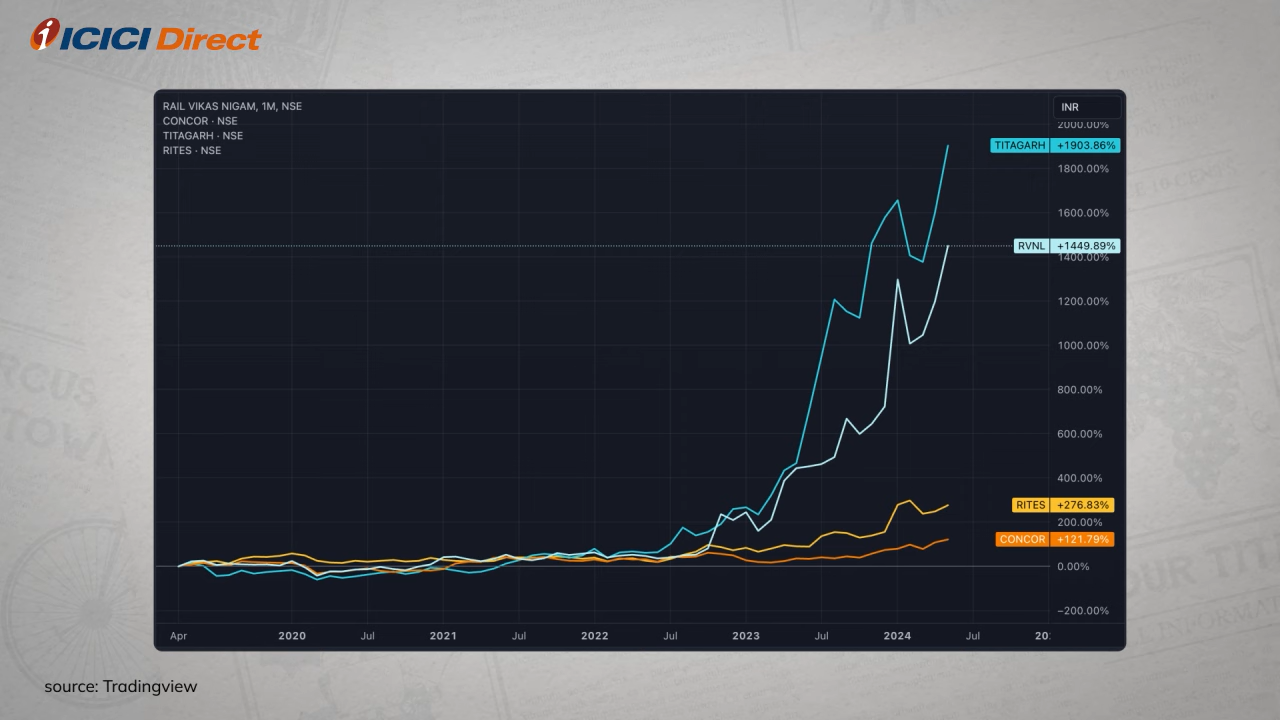 ICICI Direct
RAIL VIKAS NIGAM, 1M, NSE
CONCOR · NSE
TITAGARH · NSE
RITES · NSE
INR
2000.00%
TITAGARH +1903.86%
1800.00%
1600.00%
RVNL +1449.89%
1400.00%
1200.00%
1000.00%
800.00%
600.00%
400.00%
RITES +276.83%
200.00%
CONCOR +121.79%
0.00%
−200.00%
Apr 2020 Jul 2021 Jul 2022 Jul 2023 Jul 2024 Jul 20
source: Tradingview